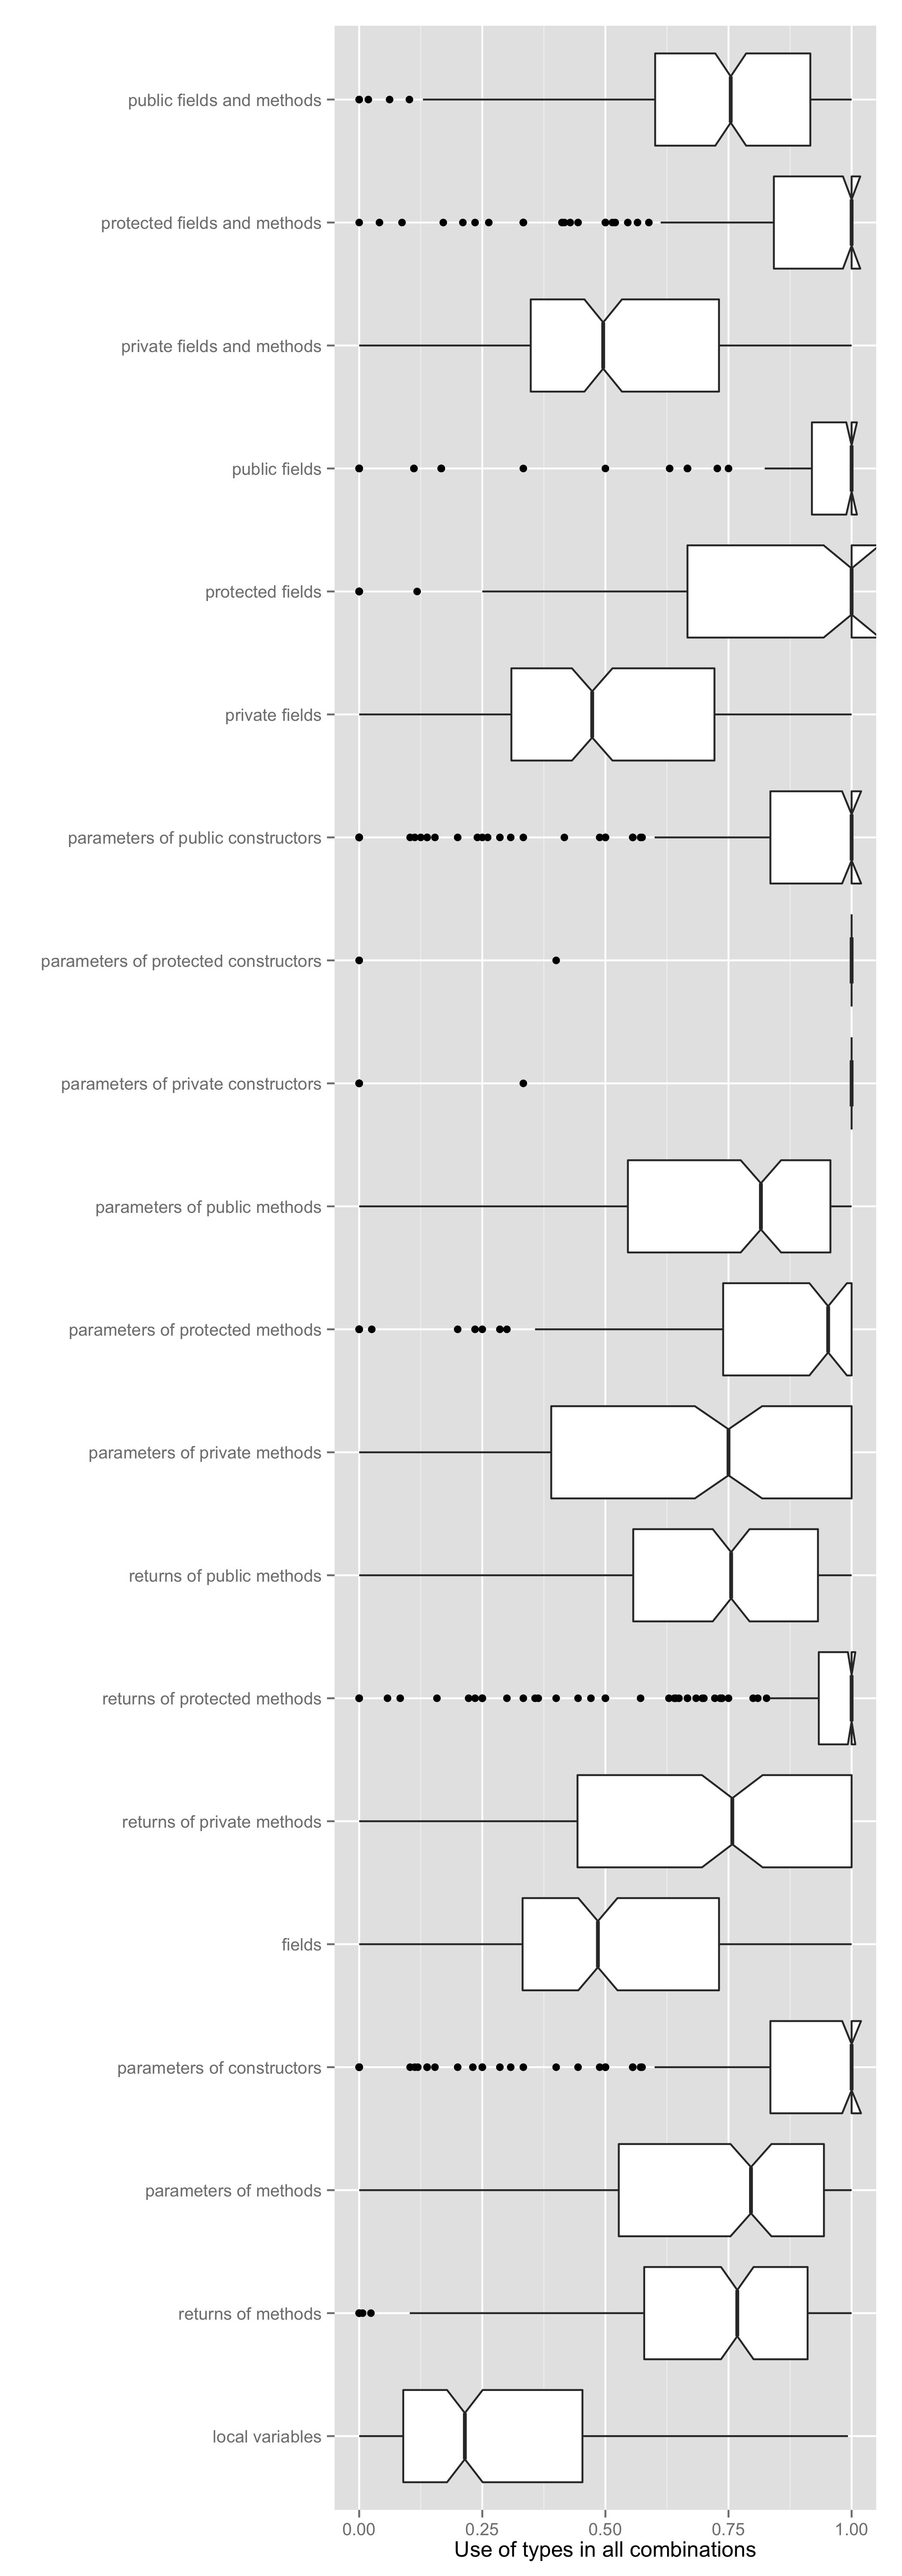 public fields and methods
protected fields and methods
private fields and methods
public fields
protected fields
private fields
parameters of public constructors
parameters of protected constructors
parameters of private constructors
parameters of public methods
parameters of protected methods
parameters of private methods
returns of public methods
returns of protected methods
returns of private methods
fields
parameters of constructors
parameters of methods
returns of methods
local variables
0.00 0.25 0.50 0.75 1.00
Use of types in all combinations